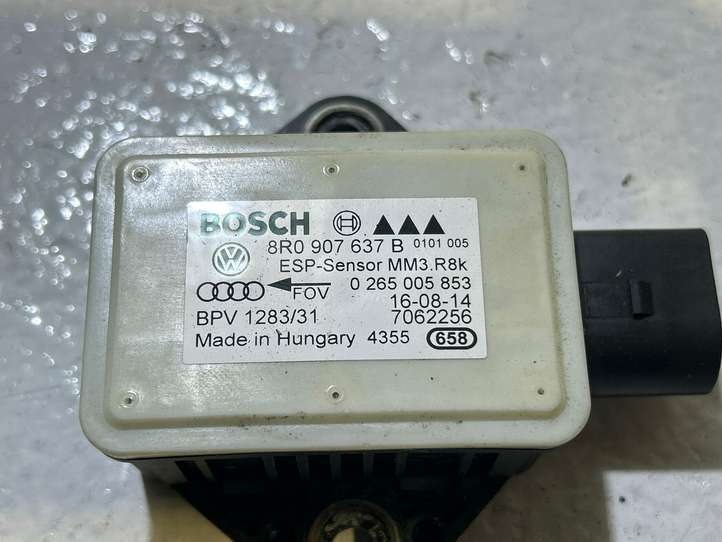 BOSCH
8R0 907 637 B 0101 005
ESP-Sensor MM3.R8k
FOV 0 265 005 853
16-08-14
BPV 1283/31 7062256
Made in Hungary 4355 658